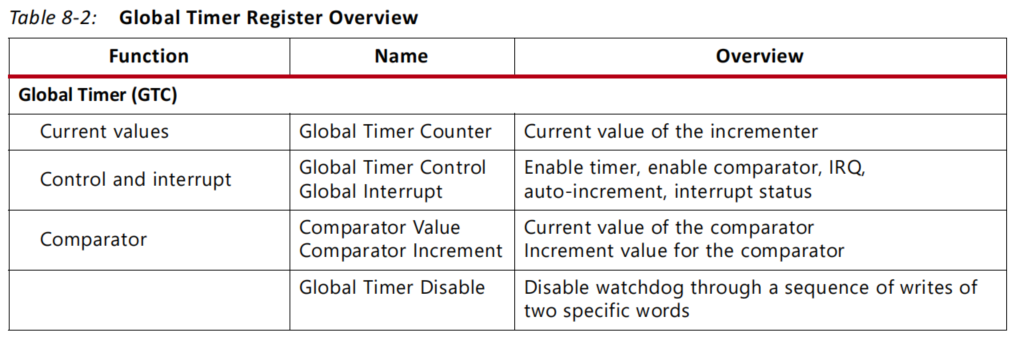 Table 8-2: Global Timer Register Overview
Function Name Overview
Global Timer (GTC)
Current values Global Timer Counter Current value of the incrementer
Control and interrupt Global Timer Control Enable timer, enable comparator, IRQ,
Global Interrupt auto-increment, interrupt status
Comparator Comparator Value Current value of the comparator
Comparator Increment Increment value for the comparator
Global Timer Disable Disable watchdog through a sequence of writes of
two specific words